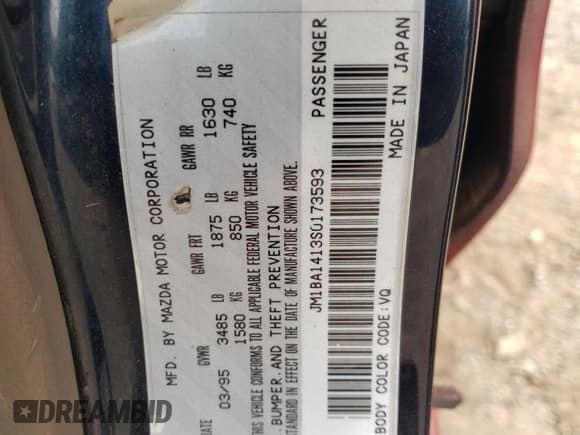 MFD. BY MAZDA MOTOR CORPORATION
DATE GVWR GAWR FRT GAWR RR
03/95 3485 LB 1875 LB 1630 LB
1580 KG 850 KG 740 KG
THIS VEHICLE CONFORMS TO ALL APPLICABLE FEDERAL MOTOR VEHICLE SAFETY
, BUMPER, AND THEFT PREVENTION
STANDARD IN EFFECT ON THE DATE OF MANUFACTURE SHOWN ABOVE.
JM1BA1413S0173593 PASSENGER
BODY COLOR CODE:VQ MADE IN JAPAN
DREAMBID